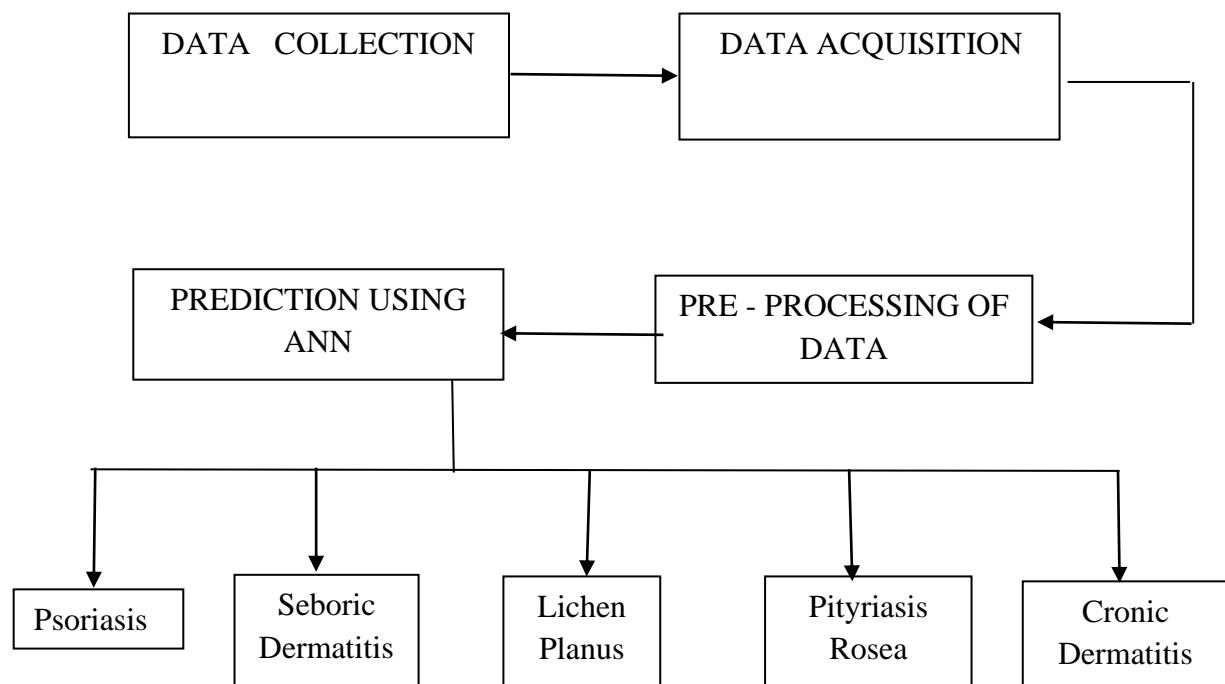 DATA COLLECTION
DATA ACQUISITION
PREDICTION USING
ANN
PRE - PROCESSING OF
DATA
Psoriasis
Seboric
Dermatitis
Lichen
Planus
Pityriasis
Rosea
Cronic
Dermatitis